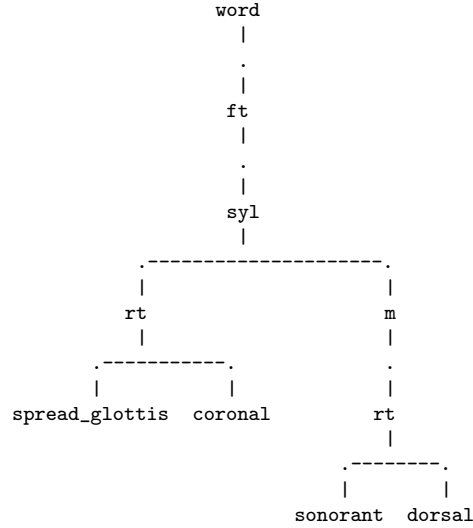 word
ft
syl
rt m
spread_glottis coronal rt
sonorant dorsal